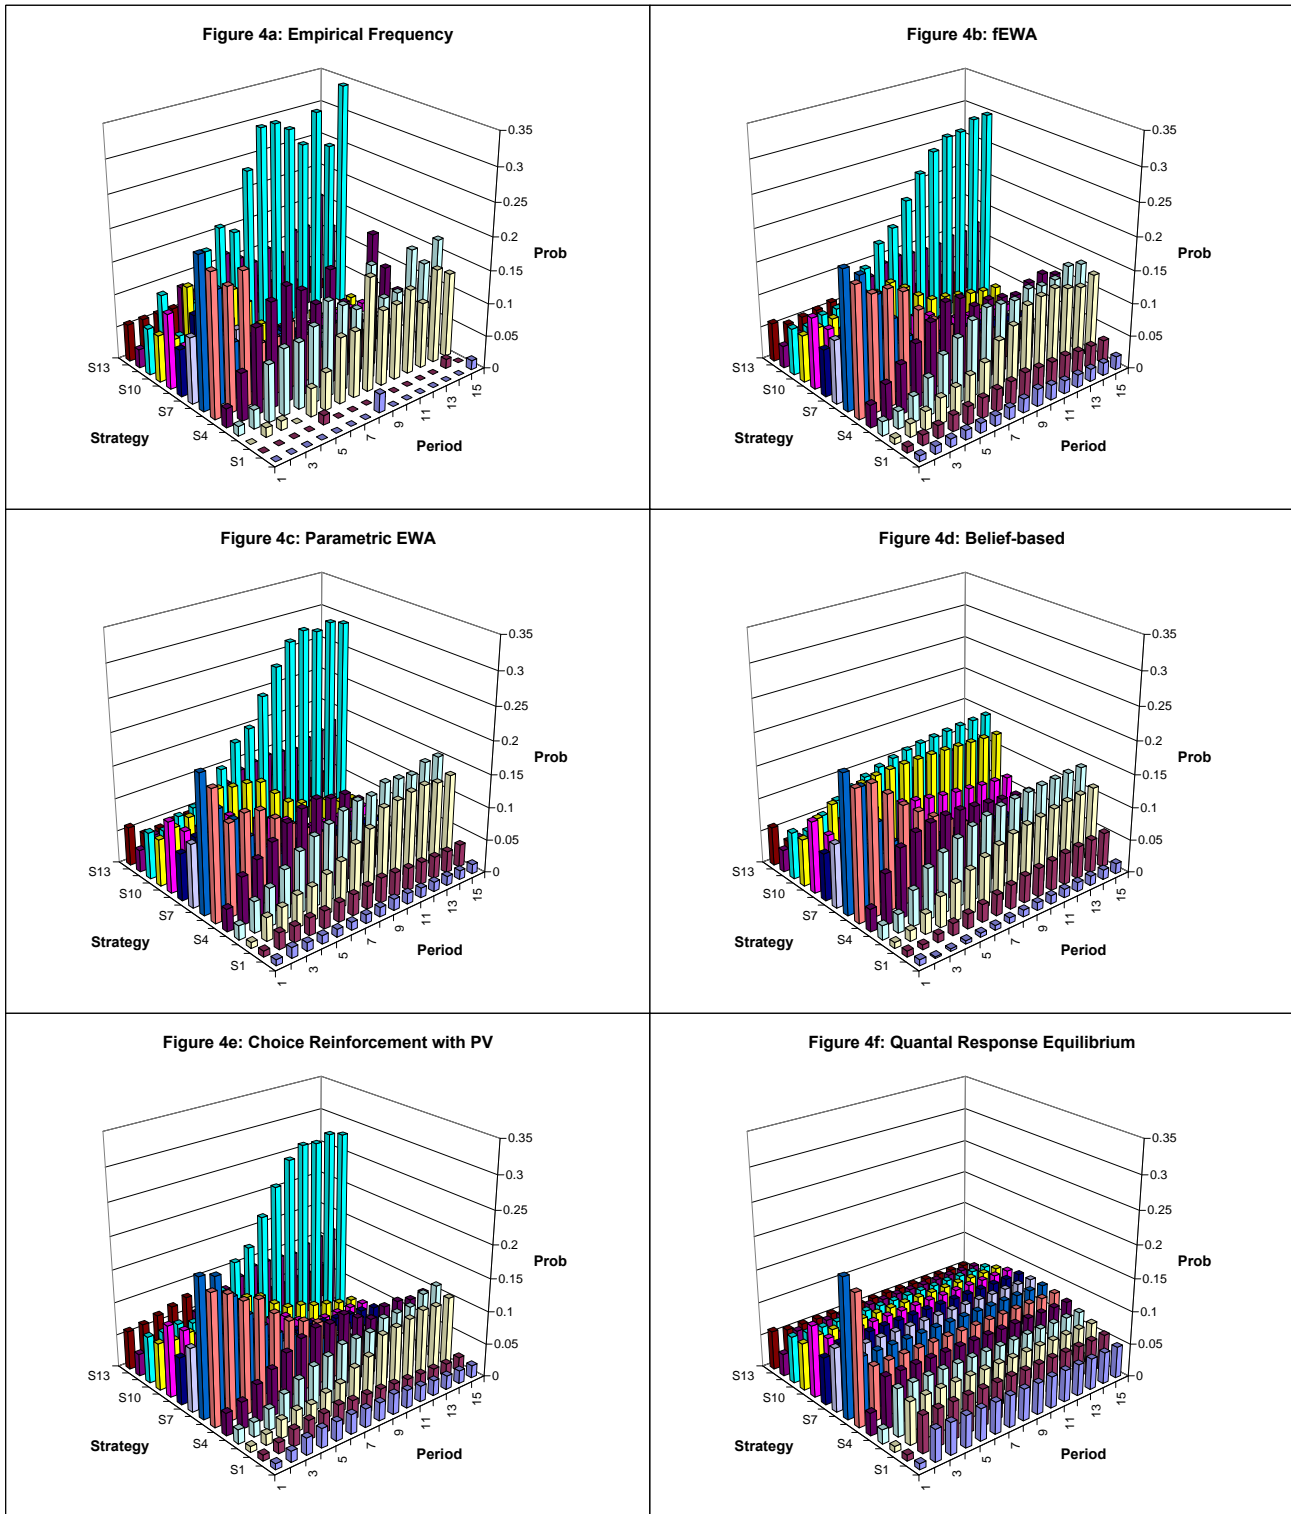 Figure 4a: Empirical Frequency
0.35
0.3
0.25
0.2
Prob
0.15
0.1
0.05
0
S13
S10
S7
S4
S1
Strategy
1
3
5
7
9
11
13
15
Period
Figure 4b: fEWA
0.35
0.3
0.25
0.2
Prob
0.15
0.1
0.05
0
S13
S10
S7
S4
S1
Strategy
1
3
5
7
9
11
13
15
Period
Figure 4c: Parametric EWA
0.35
0.3
0.25
0.2
Prob
0.15
0.1
0.05
0
S13
S10
S7
S4
S1
Strategy
1
3
5
7
9
11
13
15
Period
Figure 4d: Belief-based
0.35
0.3
0.25
0.2
Prob
0.15
0.1
0.05
0
S13
S10
S7
S4
S1
Strategy
1
3
5
7
9
11
13
15
Period
Figure 4e: Choice Reinforcement with PV
0.35
0.3
0.25
0.2
Prob
0.15
0.1
0.05
0
S13
S10
S7
S4
S1
Strategy
1
3
5
7
9
11
13
15
Period
Figure 4f: Quantal Response Equilibrium
0.35
0.3
0.25
0.2
Prob
0.15
0.1
0.05
0
S13
S10
S7
S4
S1
Strategy
1
3
5
7
9
11
13
15
Period